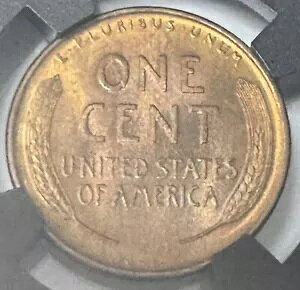 E·PLURIBUS·UNUM
ONE
CENT
UNITED STATES
OF AMERICA